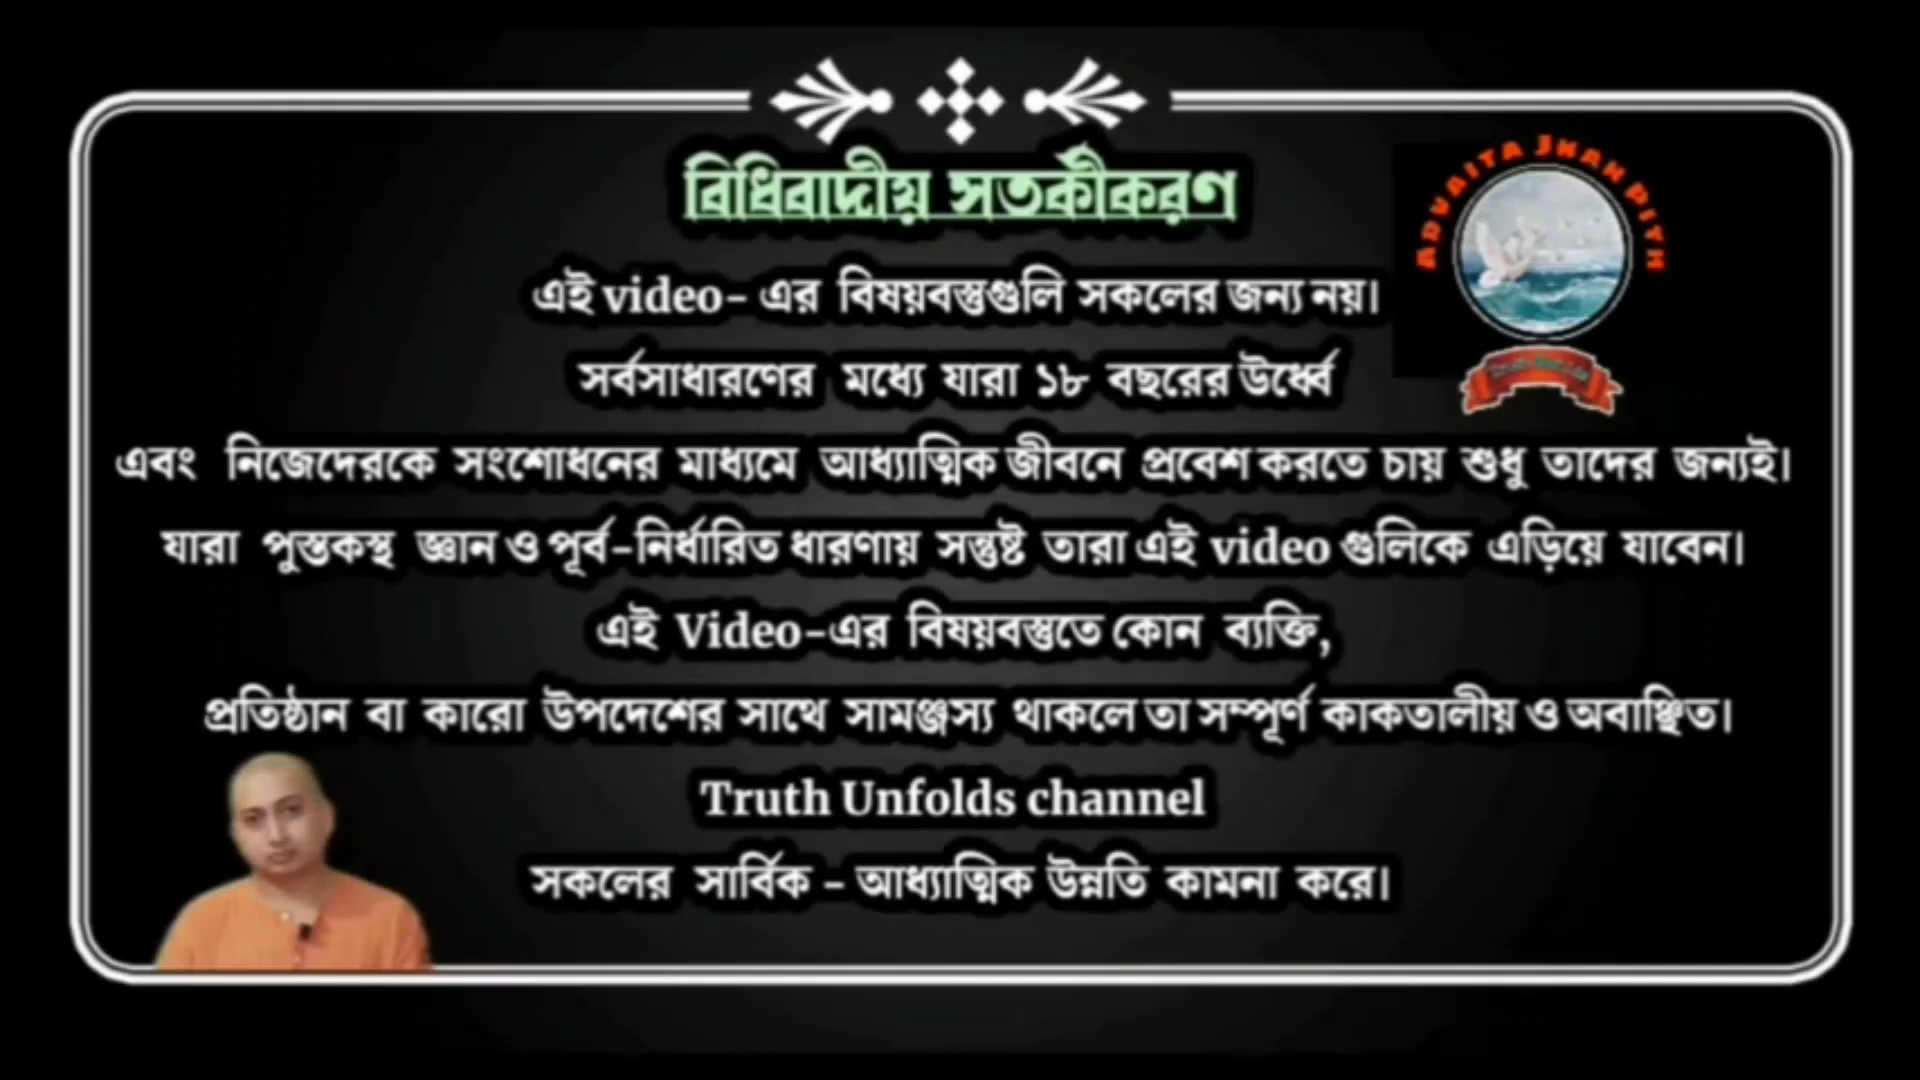 বিধিবাদীয় সতর্কীকরণ
ADVAITA JNAN PITH
এই video- এর বিষয়বস্তুগুলি সকলের জন্য নয়।
সর্বসাধারণের মধ্যে যারা ১৮ বছরের উর্ধ্বে
এবং নিজেদেরকে সংশোধনের মাধ্যমে আধ্যাত্মিক জীবনে প্রবেশ করতে চায় শুধু তাদের জন্যই।
যারা পুস্তকস্থ জ্ঞান ও পূর্ব-নির্ধারিত ধারণায় সন্তুষ্ট তারা এই video গুলিকে এড়িয়ে যাবেন।
এই Video-এর বিষয়বস্তুতে কোন ব্যক্তি,
প্রতিষ্ঠান বা কারো উপদেশের সাথে সামঞ্জস্য থাকলে তা সম্পূর্ণ কাকতালীয় ও অবাঞ্ছিত।
Truth Unfolds channel
সকলের সার্বিক - আধ্যাত্মিক উন্নতি কামনা করে।